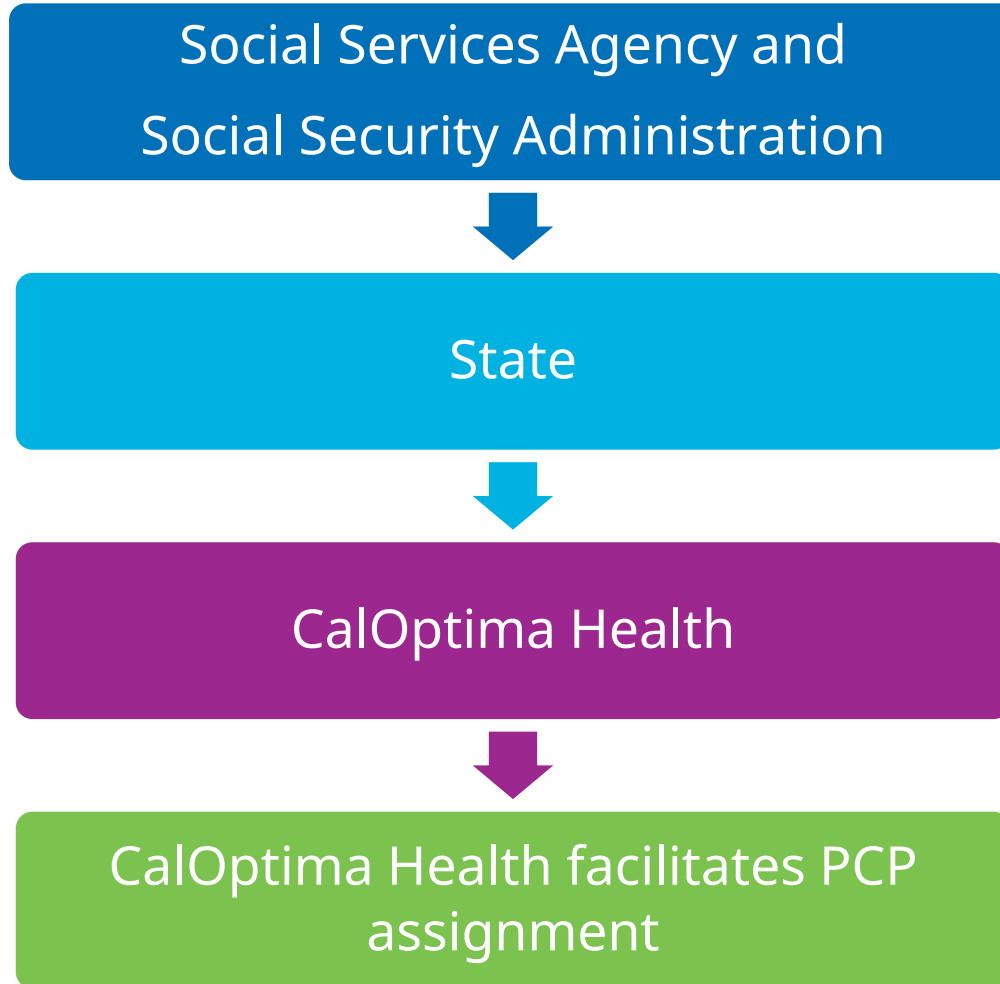 Social Services Agency and
Social Security Administration
State
CalOptima Health
CalOptima Health facilitates PCP
assignment